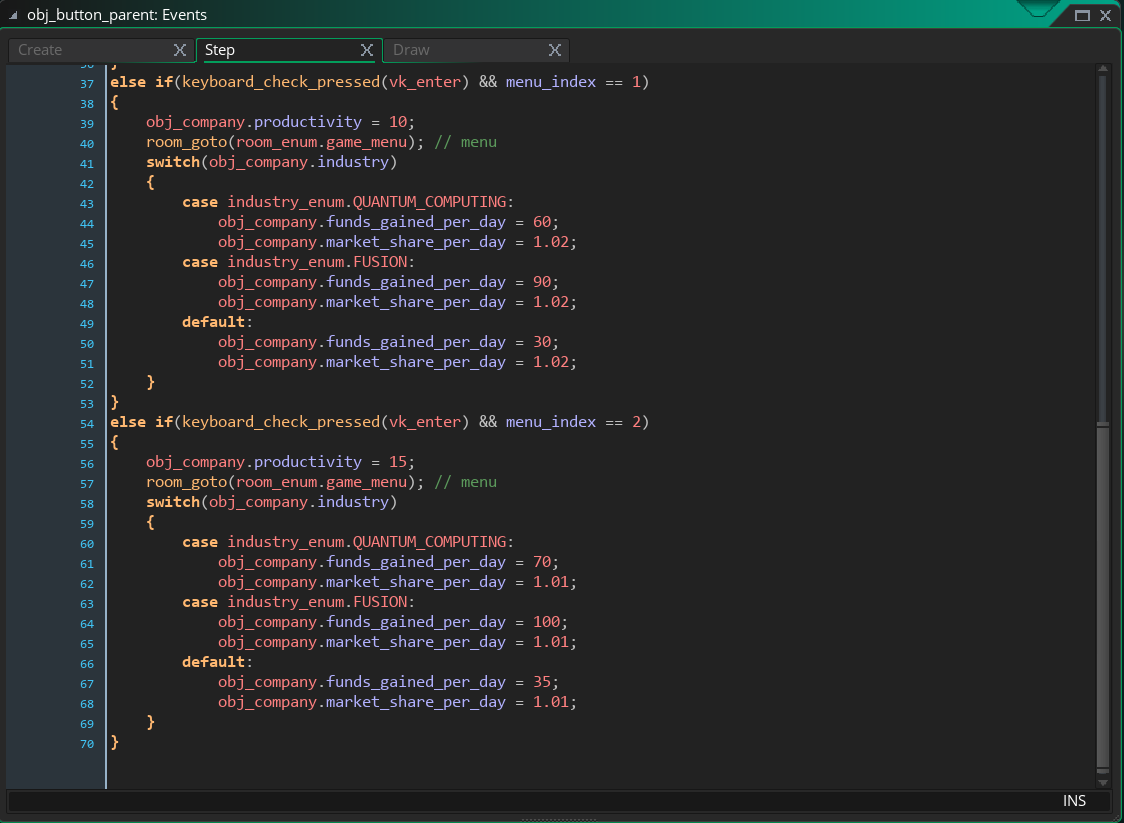 obj_button_parent: Events
Create X Step X Draw X
36 }
37 else if(keyboard_check_pressed(vk_enter) && menu_index == 1)
38 {
39 obj_company.productivity = 10;
40 room_goto(room_enum.game_menu); // menu
41 switch(obj_company.industry)
42 {
43 case industry_enum.QUANTUM_COMPUTING:
44 obj_company.funds_gained_per_day = 60;
45 obj_company.market_share_per_day = 1.02;
46 case industry_enum.FUSION:
47 obj_company.funds_gained_per_day = 90;
48 obj_company.market_share_per_day = 1.02;
49 default:
50 obj_company.funds_gained_per_day = 30;
51 obj_company.market_share_per_day = 1.02;
52 }
53 }
54 else if(keyboard_check_pressed(vk_enter) && menu_index == 2)
55 {
56 obj_company.productivity = 15;
57 room_goto(room_enum.game_menu); // menu
58 switch(obj_company.industry)
59 {
60 case industry_enum.QUANTUM_COMPUTING:
61 obj_company.funds_gained_per_day = 70;
62 obj_company.market_share_per_day = 1.01;
63 case industry_enum.FUSION:
64 obj_company.funds_gained_per_day = 100;
65 obj_company.market_share_per_day = 1.01;
66 default:
67 obj_company.funds_gained_per_day = 35;
68 obj_company.market_share_per_day = 1.01;
69 }
70 }
INS